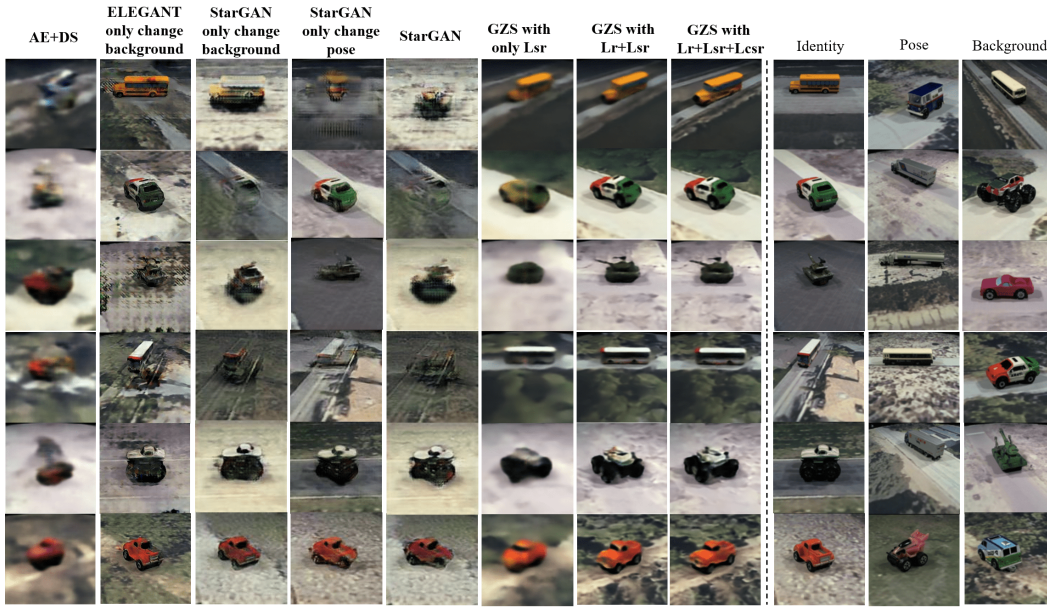 AE+DS
ELEGANT
only change
background
StarGAN
only change
background
StarGAN
only change
pose
StarGAN
GZS with
only Lsr
GZS with
Lr+Lsr
GZS with
Lr+Lsr+Lcsr
Identity
Pose
Background